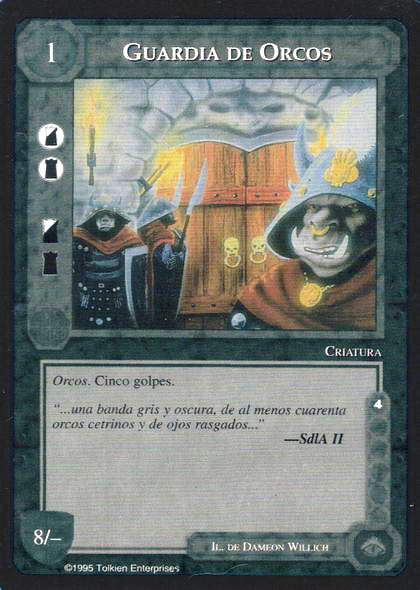 1
GUARDIA DE ORCOS
CRIATURA
Orcos. Cinco golpes.
4
“...una banda gris y oscura, de al menos cuarenta
orcos cetrinos y de ojos rasgados...”
—SdlA II
8/–
IL. DE DAMEON WILLICH
©1995 Tolkien Enterprises